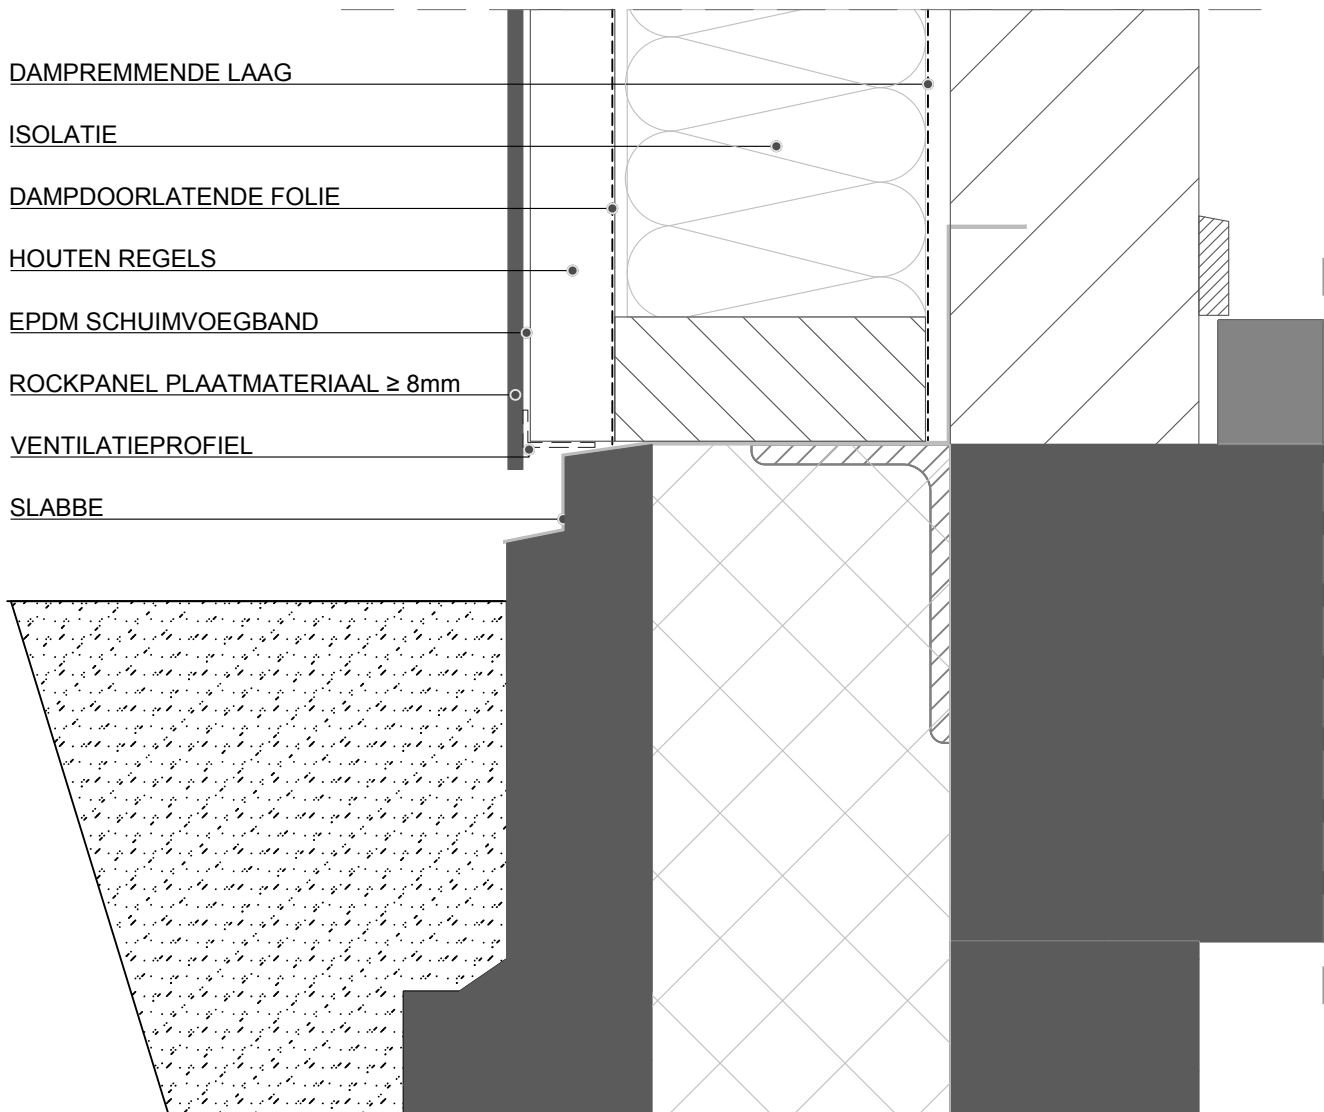 DAMPREMMENDE LAAG
ISOLATIE
DAMPDOORLATENDE FOLIE
HOUTEN REGELS
EPDM SCHUIMVOEGBAND
ROCKPANEL PLAATMATERIAAL ≥ 8mm
VENTILATIEPROFIEL
SLABBE